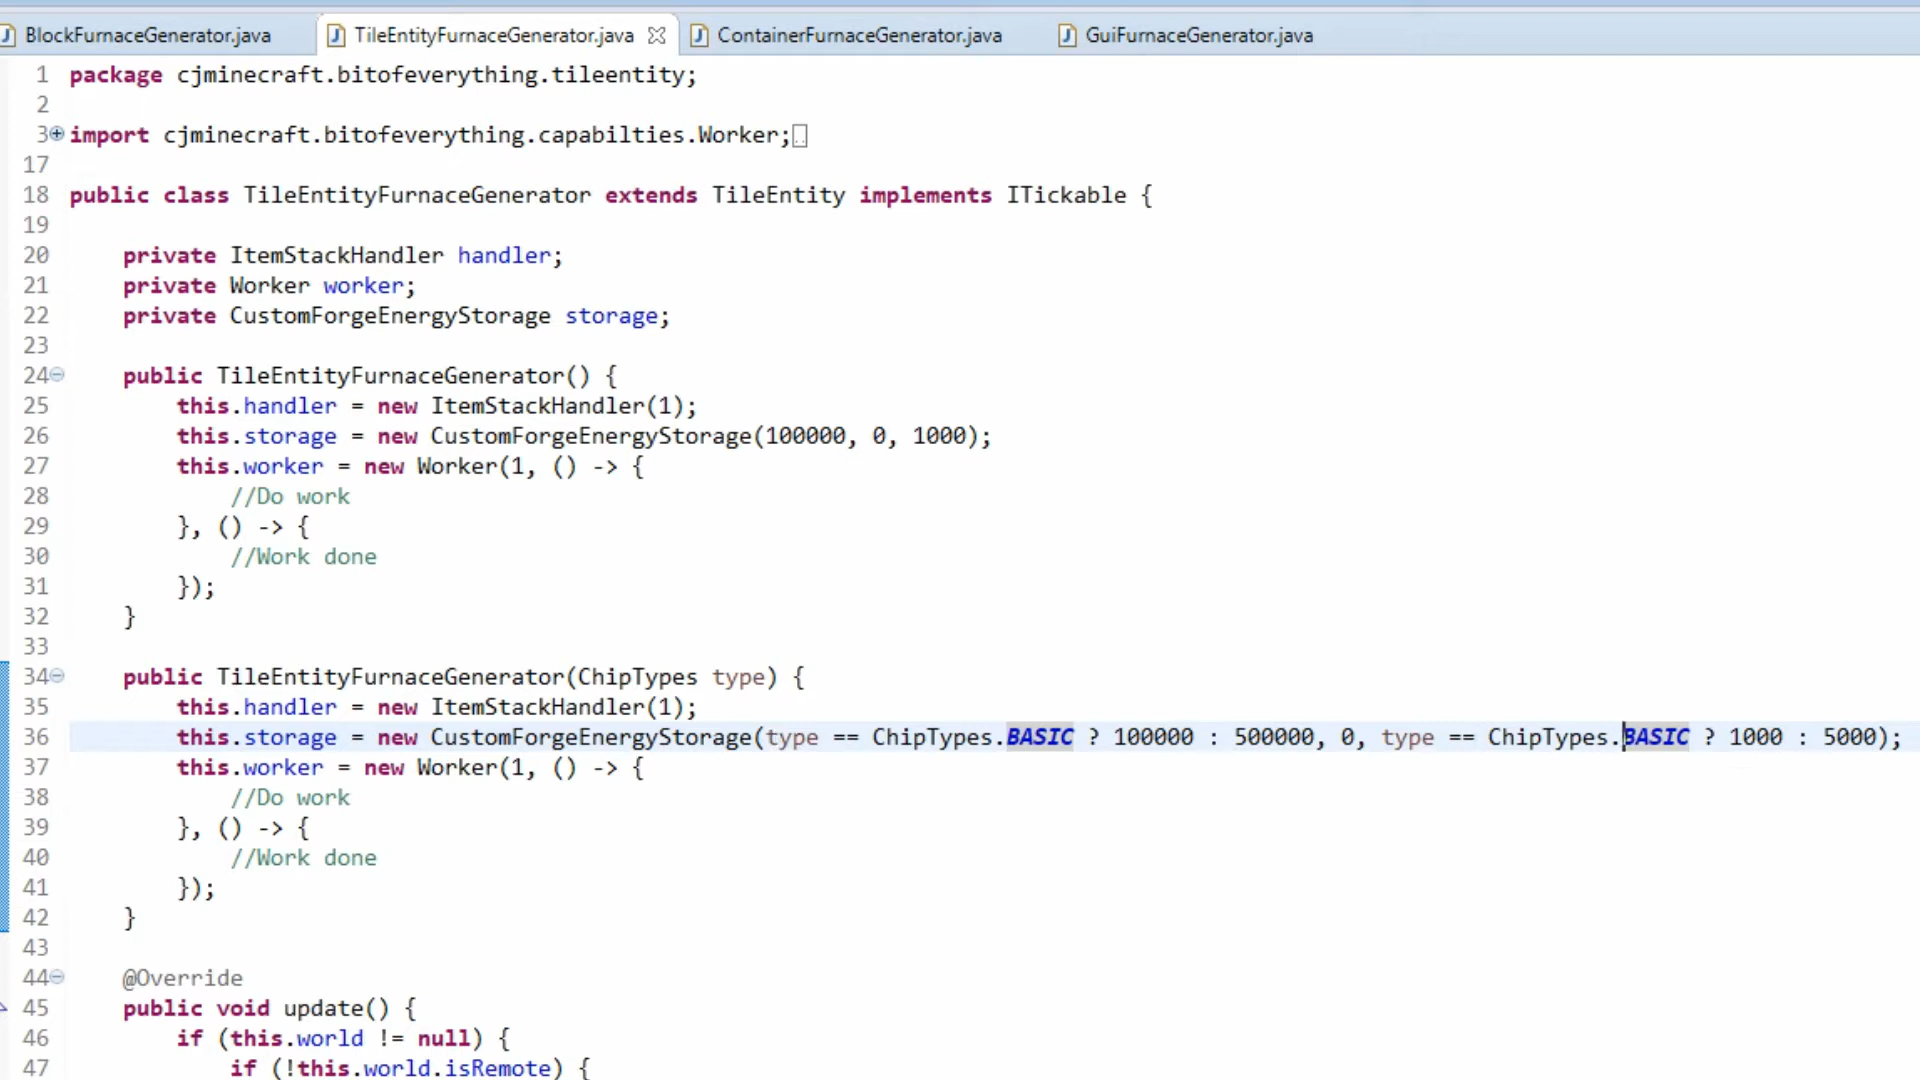 BlockFurnaceGenerator.java TileEntityFurnaceGenerator.java ContainerFurnaceGenerator.java GuiFurnaceGenerator.java
1 package cjminecraft.bitofeverything.tileentity;
2
3 import cjminecraft.bitofeverything.capabilties.Worker;
17
18 public class TileEntityFurnaceGenerator extends TileEntity implements ITickable {
19
20     private ItemStackHandler handler;
21     private Worker worker;
22     private CustomForgeEnergyStorage storage;
23
24     public TileEntityFurnaceGenerator() {
25         this.handler = new ItemStackHandler(1);
26         this.storage = new CustomForgeEnergyStorage(100000, 0, 1000);
27         this.worker = new Worker(1, () -> {
28             //Do work
29         }, () -> {
30             //Work done
31         });
32     }
33
34     public TileEntityFurnaceGenerator(ChipTypes type) {
35         this.handler = new ItemStackHandler(1);
36         this.storage = new CustomForgeEnergyStorage(type == ChipTypes.BASIC ? 100000 : 500000, 0, type == ChipTypes.BASIC ? 1000 : 5000);
37         this.worker = new Worker(1, () -> {
38             //Do work
39         }, () -> {
40             //Work done
41         });
42     }
43
44     @Override
45     public void update() {
46         if (this.world != null) {
47             if (!this.world.isRemote) {